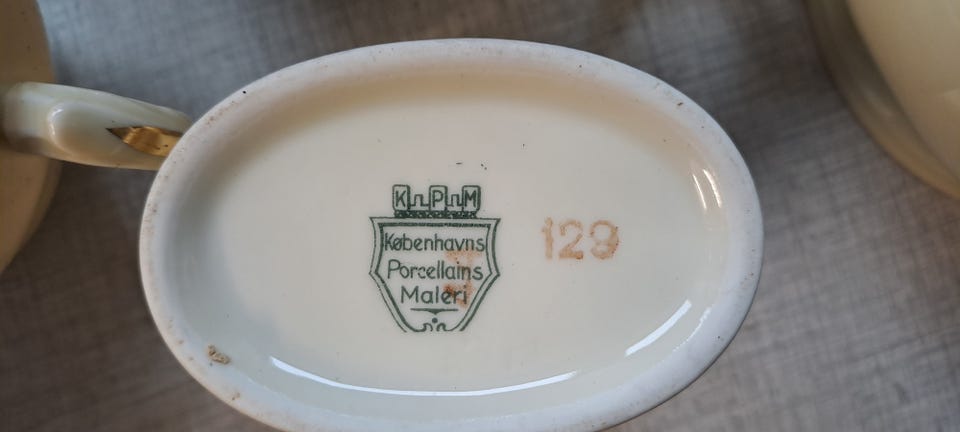 KPM
Københavns
Porcellains
Maleri
129